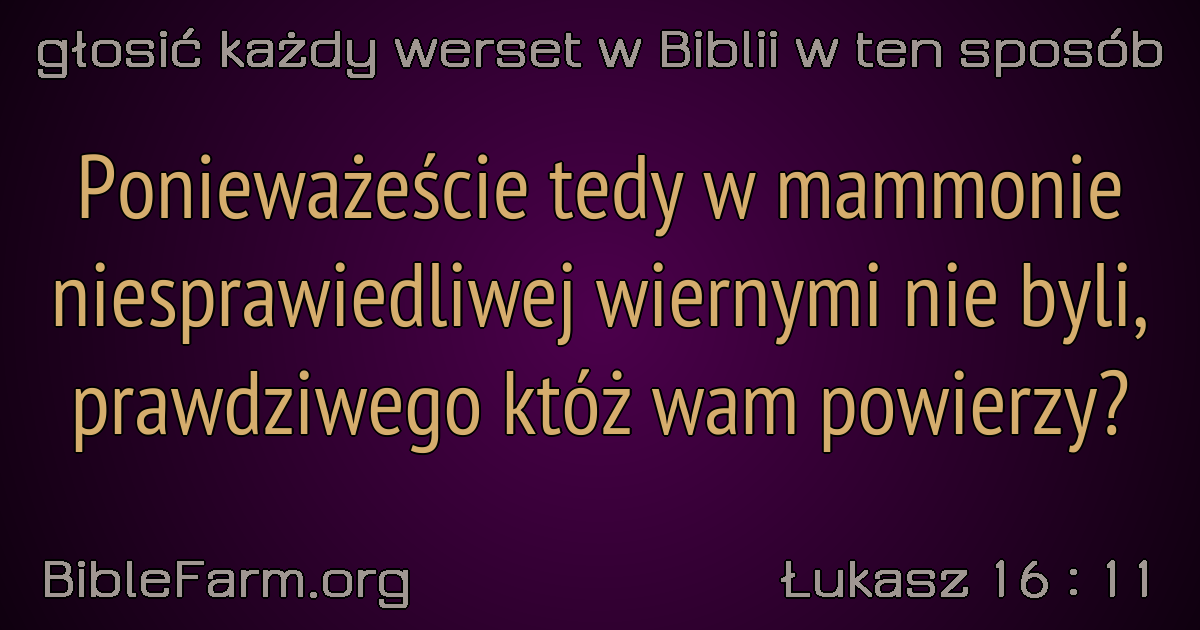 głosić każdy werset w Biblii w ten sposób
Ponieważeście tedy w mammonie
niesprawiedliwej wiernymi nie byli,
prawdziwego któż wam powierzy?
BibleFarm.org
Łukasz 16 : 11